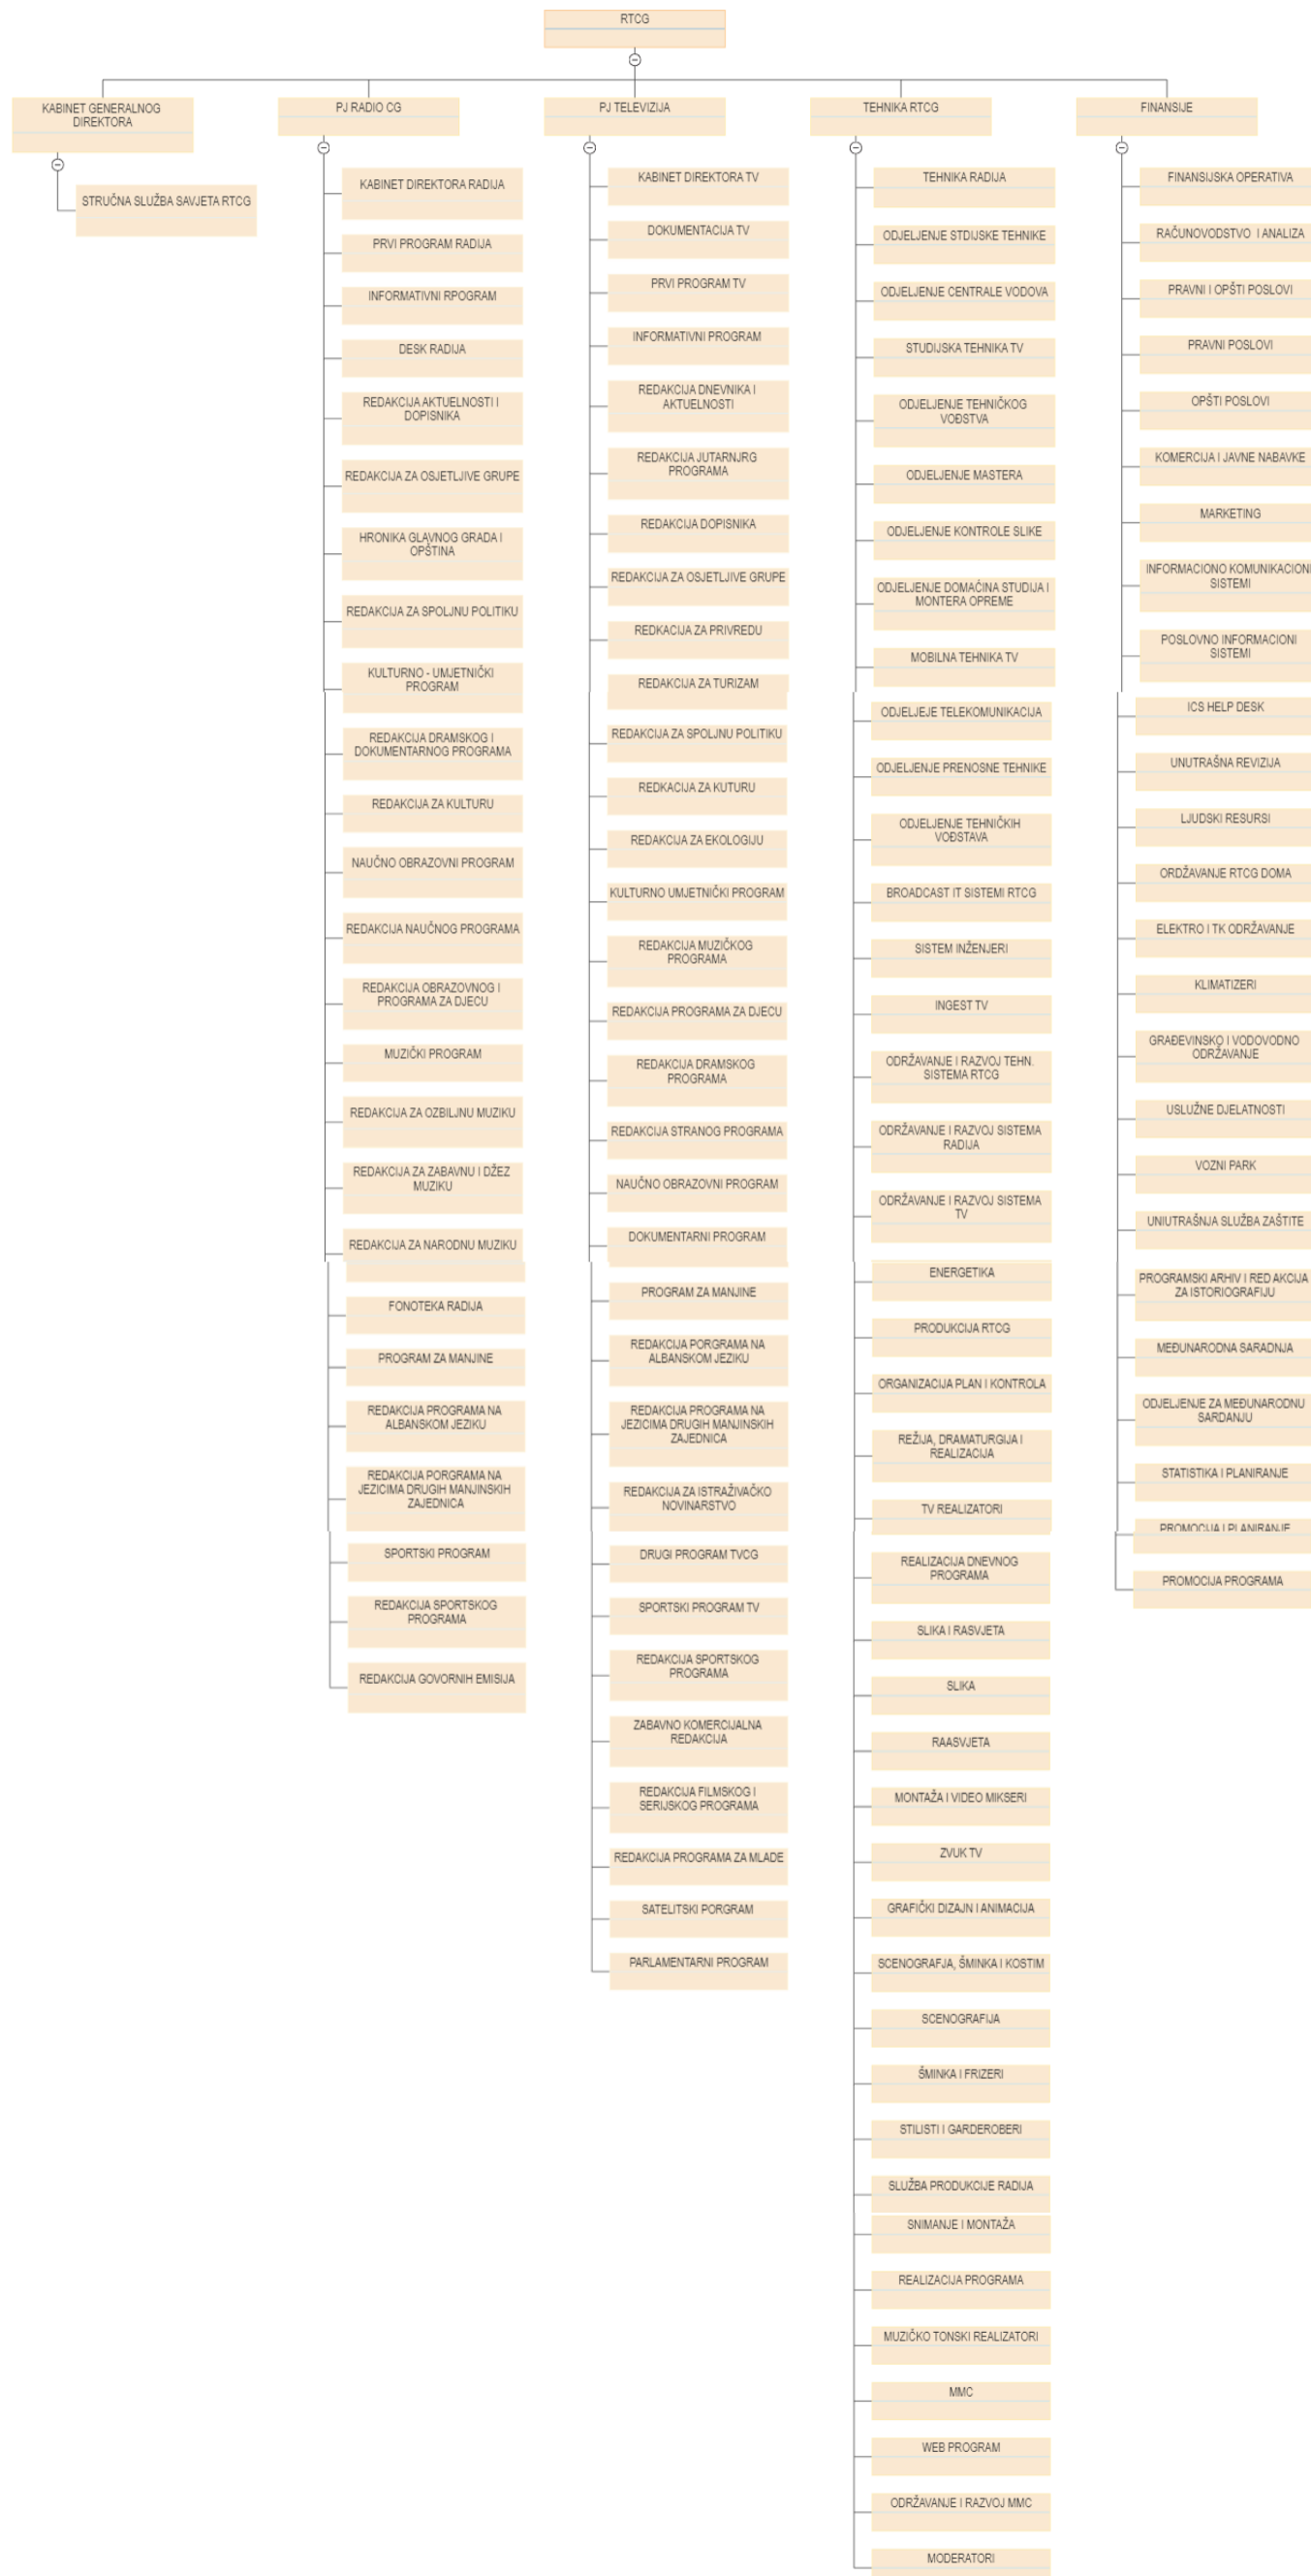 RTCG
KABINET GENERALNOG
DIREKTORA
STRUČNA SLUŽBA SAVJETA RTCG
PJ RADIO CG
KABINET DIREKTORA RADIJA
PRVI PROGRAM RADIJA
INFORMATIVNI RPOGRAM
DESK RADIJA
REDAKCIJA AKTUELNOSTI I
DOPISNIKA
REDAKCIJA ZA OSJETLJIVE GRUPE
HRONIKA GLAVNOG GRADA I
OPŠTINA
REDAKCIJA ZA SPOLJNU POLITIKU
KULTURNO - UMJETNIČKI
PROGRAM
REDAKCIJA DRAMSKOG I
DOKUMENTARNOG PROGRAMA
REDAKCIJA ZA KULTURU
NAUČNO OBRAZOVNI PROGRAM
REDAKCIJA NAUČNOG PROGRAMA
REDAKCIJA OBRAZOVNOG I
PROGRAMA ZA DJECU
MUZIČKI PROGRAM
REDAKCIJA ZA OZBILJNU MUZIKU
REDAKCIJA ZA ZABAVNU I DŽEZ
MUZIKU
REDAKCIJA ZA NARODNU MUZIKU
FONOTEKA RADIJA
PROGRAM ZA MANJINE
REDAKCIJA PROGRAMA NA
ALBANSKOM JEZIKU
REDAKCIJA PORGRAMA NA
JEZICIMA DRUGIH MANJINSKIH
ZAJEDNICA
SPORTSKI PROGRAM
REDAKCIJA SPORTSKOG
PROGRAMA
REDAKCIJA GOVORNIH EMISIJA
PJ TELEVIZIJA
KABINET DIREKTORA TV
DOKUMENTACIJA TV
PRVI PROGRAM TV
INFORMATIVNI PROGRAM
REDAKCIJA DNEVNIKA I
AKTUELNOSTI
REDAKCIJA JUTARNJRG
PROGRAMA
REDAKCIJA DOPISNIKA
REDAKCIJA ZA OSJETLJIVE GRUPE
REDKACIJA ZA PRIVREDU
REDAKCIJA ZA TURIZAM
REDAKCIJA ZA SPOLJNU POLITIKU
REDKACIJA ZA KUTURU
REDAKCIJA ZA EKOLOGIJU
KULTURNO UMJETNIČKI PROGRAM
REDAKCIJA MUZIČKOG
PROGRAMA
REDAKCIJA PROGRAMA ZA DJECU
REDAKCIJA DRAMSKOG
PROGRAMA
REDAKCIJA STRANOG PROGRAMA
NAUČNO OBRAZOVNI PROGRAM
DOKUMENTARNI PROGRAM
PROGRAM ZA MANJINE
REDAKCIJA PORGRAMA NA
ALBANSKOM JEZIKU
REDAKCIJA PROGRAMA NA
JEZICIMA DRUGIH MANJINSKIH
ZAJEDNICA
REDAKCIJA ZA ISTRAŽIVAČKO
NOVINARSTVO
DRUGI PROGRAM TVCG
SPORTSKI PROGRAM TV
REDAKCIJA SPORTSKOG
PROGRAMA
ZABAVNO KOMERCIJALNA
REDAKCIJA
REDAKCIJA FILMSKOG I
SERIJSKOG PROGRAMA
REDAKCIJA PROGRAMA ZA MLADE
SATELITSKI PORGRAM
PARLAMENTARNI PROGRAM
TEHNIKA RTCG
TEHNIKA RADIJA
ODJELJENJE STDIJSKE TEHNIKE
ODJELJENJE CENTRALE VODOVA
STUDIJSKA TEHNIKA TV
ODJELJENJE TEHNIČKOG
VOĐSTVA
ODJELJENJE MASTERA
ODJELJENJE KONTROLE SLIKE
ODJELJENJE DOMAĆINA STUDIJA I
MONTERA OPREME
MOBILNA TEHNIKA TV
ODJELJEJE TELEKOMUNIKACIJA
ODJELJENJE PRENOSNE TEHNIKE
ODJELJENJE TEHNIČKIH
VOĐSTAVA
BROADCAST IT SISTEMI RTCG
SISTEM INŽENJERI
INGEST TV
ODRŽAVANJE I RAZVOJ TEHN.
SISTEMA RTCG
ODRŽAVANJE I RAZVOJ SISTEMA
RADIJA
ODRŽAVANJE I RAZVOJ SISTEMA
TV
ENERGETIKA
PRODUKCIJA RTCG
ORGANIZACIJA PLAN I KONTROLA
REŽIJA, DRAMATURGIJA I
REALIZACIJA
TV REALIZATORI
REALIZACIJA DNEVNOG
PROGRAMA
SLIKA I RASVJETA
SLIKA
RAASVJETA
MONTAŽA I VIDEO MIKSERI
ZVUK TV
GRAFIČKI DIZAJN I ANIMACIJA
SCENOGRAFJA, ŠMINKA I KOSTIM
SCENOGRAFIJA
ŠMINKA I FRIZERI
STILISTI I GARDEROBERI
SLUŽBA PRODUKCIJE RADIJA
SNIMANJE I MONTAŽA
REALIZACIJA PROGRAMA
MUZIČKO TONSKI REALIZATORI
MMC
WEB PROGRAM
ODRŽAVANJE I RAZVOJ MMC
MODERATORI
FINANSIJE
FINANSIJSKA OPERATIVA
RAČUNOVODSTVO I ANALIZA
PRAVNI I OPŠTI POSLOVI
PRAVNI POSLOVI
OPŠTI POSLOVI
KOMERCIJA I JAVNE NABAVKE
MARKETING
INFORMACIONO KOMUNIKACIONI
SISTEMI
POSLOVNO INFORMACIONI
SISTEMI
ICS HELP DESK
UNUTRAŠNA REVIZIJA
LJUDSKI RESURSI
ORDŽAVANJE RTCG DOMA
ELEKTRO I TK ODRŽAVANJE
KLIMATIZERI
GRAĐEVINSKO I VODOVODNO
ODRŽAVANJE
USLUŽNE DJELATNOSTI
VOZNI PARK
UNIUTRAŠNJA SLUŽBA ZAŠTITE
PROGRAMSKI ARHIV I RED AKCIJA
ZA ISTORIOGRAFIJU
MEĐUNARODNA SARADNJA
ODJELJENJE ZA MEĐUNARODNU
SARDANJU
STATISTIKA I PLANIRANJE
PROMOCIJA I PLANIRANJE
PROMOCIJA PROGRAMA